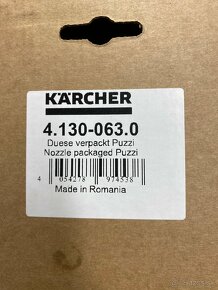 KÄRCHER
4.130-063.0
Duese verpackt Puzzi
Nozzle packaged Puzzi
4 054278 974538
Made in Romania